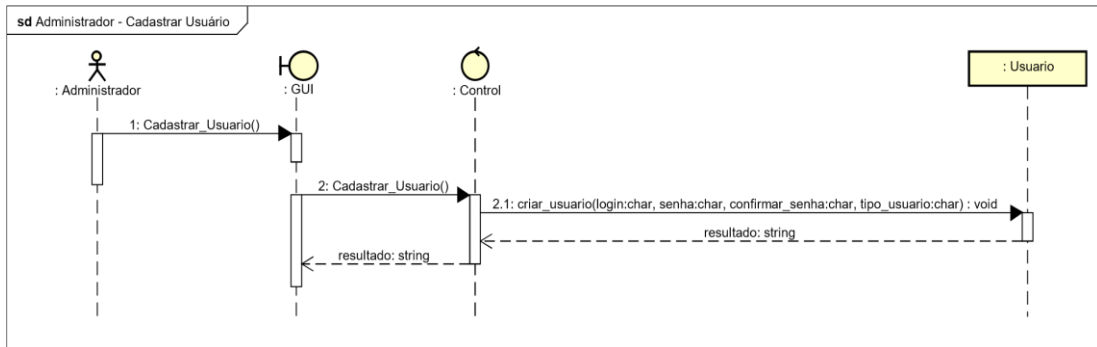 sd Administrador - Cadastrar Usuário
: Administrador
: GUI
: Control
: Usuario
1: Cadastrar_Usuario()
2: Cadastrar_Usuario()
2.1: criar_usuario(login:char, senha:char, confirmar_senha:char, tipo_usuario:char) : void
resultado: string
resultado: string